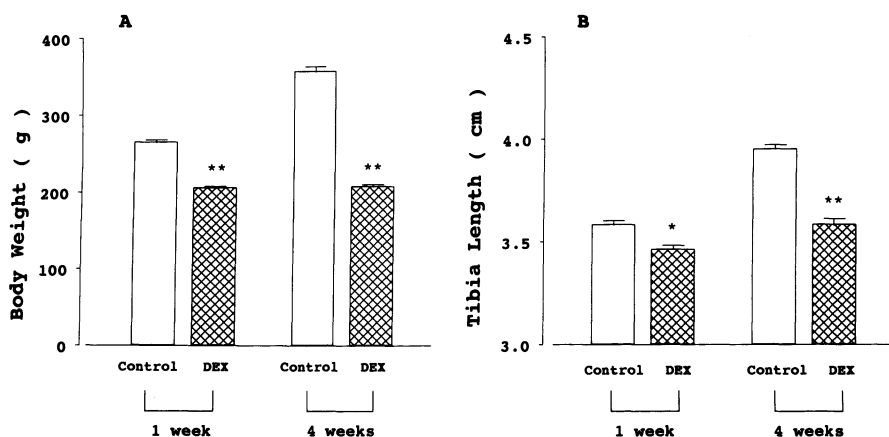 A
Body Weight ( g )
400
300
200
100
0
**
**
Control DEX Control DEX
1 week 4 weeks
B
Tibia Length ( cm )
4.5
4.0
3.5
3.0
*
**
Control DEX Control DEX
1 week 4 weeks